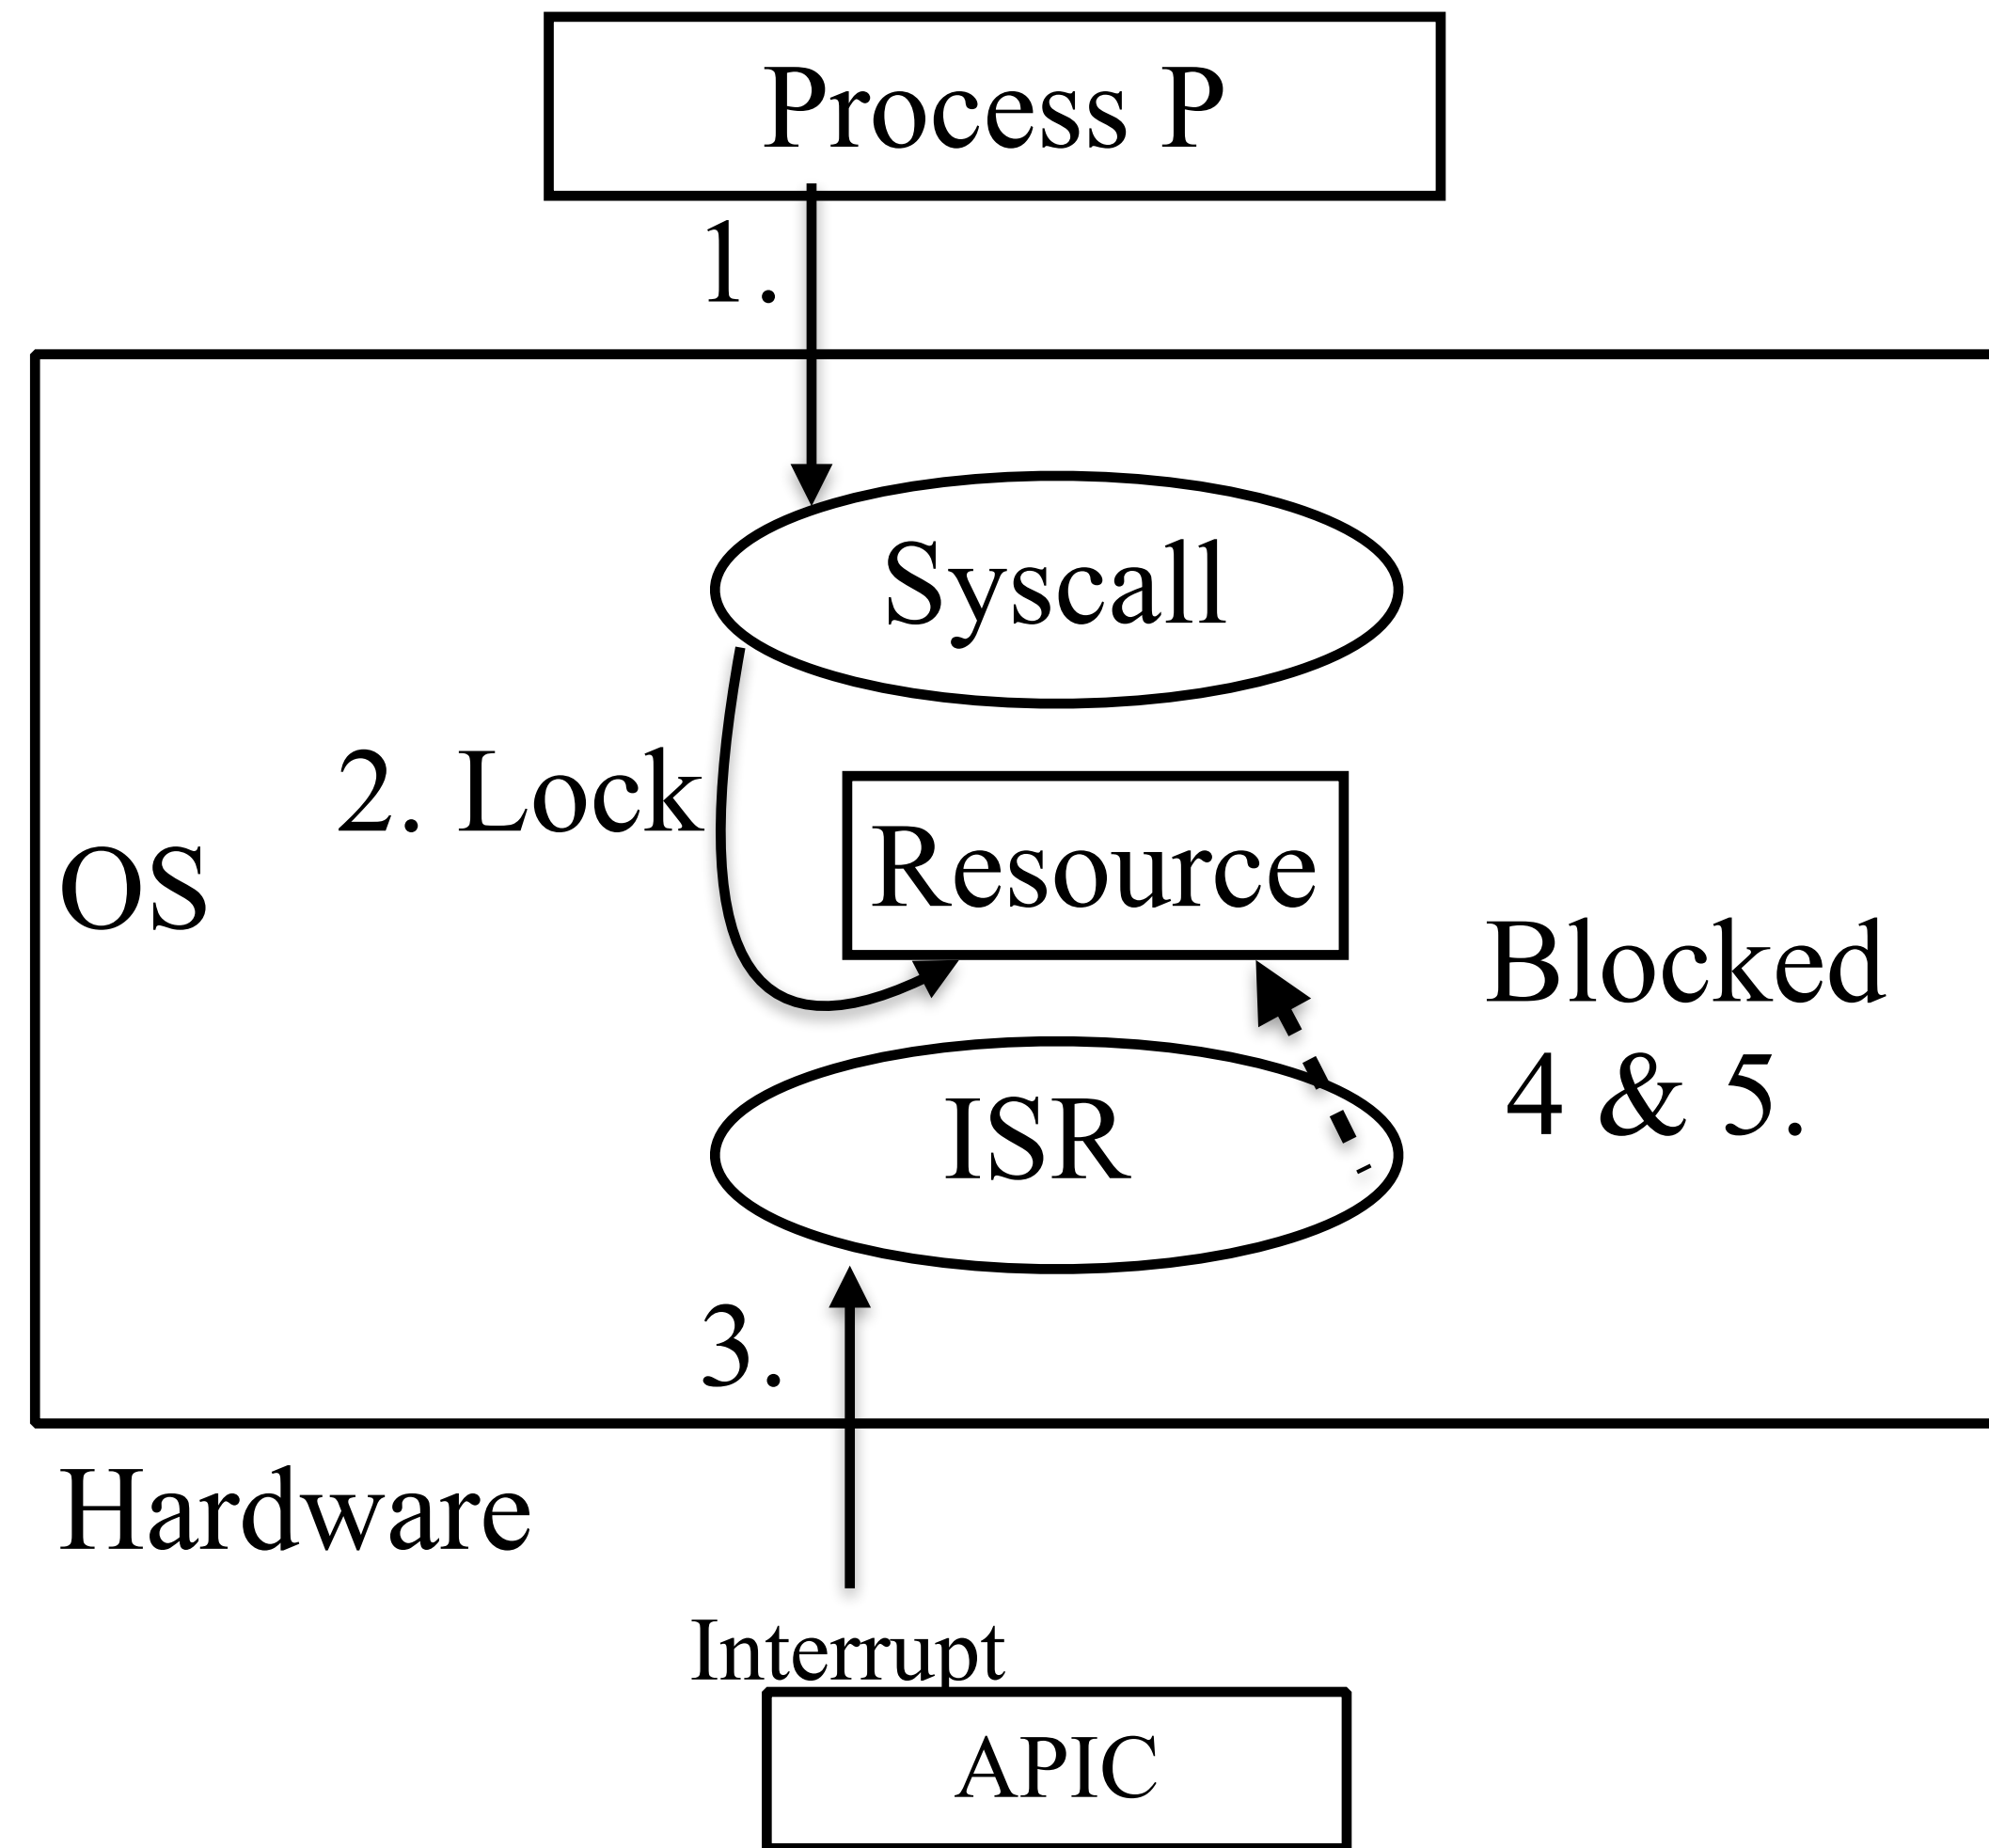 Process P
1.
Syscall
2. Lock
Resource
OS
Blocked
4 & 5.
ISR
3.
Hardware
Interrupt
APIC